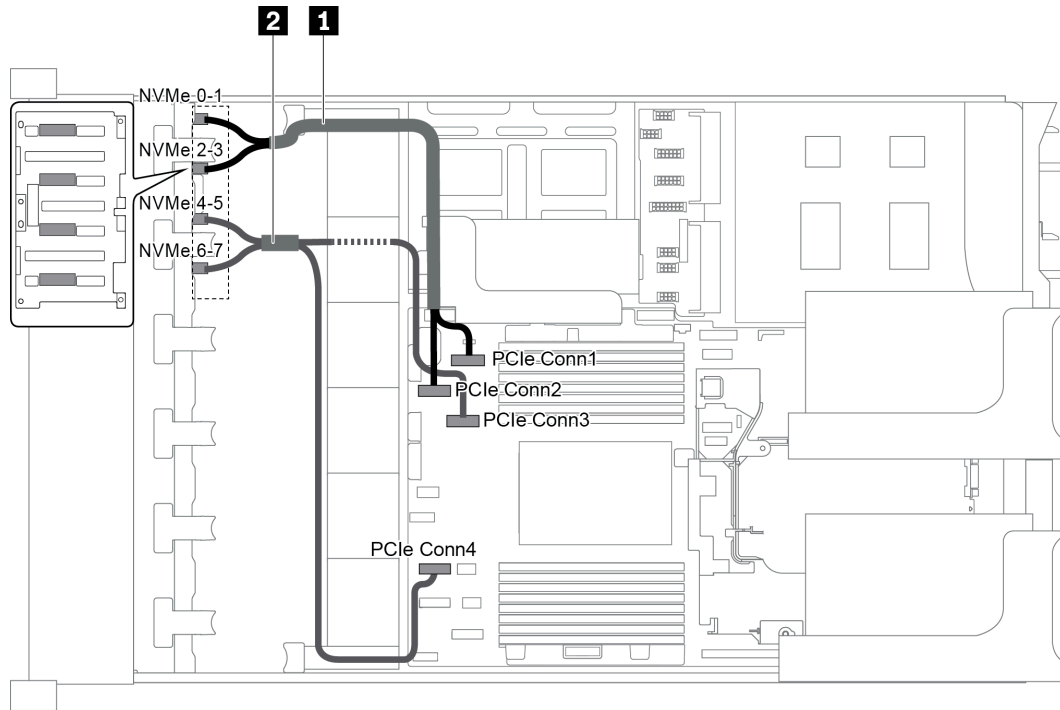 2 1
NVMe 0-1
NVMe 2-3
NVMe 4-5
NVMe 6-7
PCIe Conn1
PCIe Conn2
PCIe Conn3
PCIe Conn4